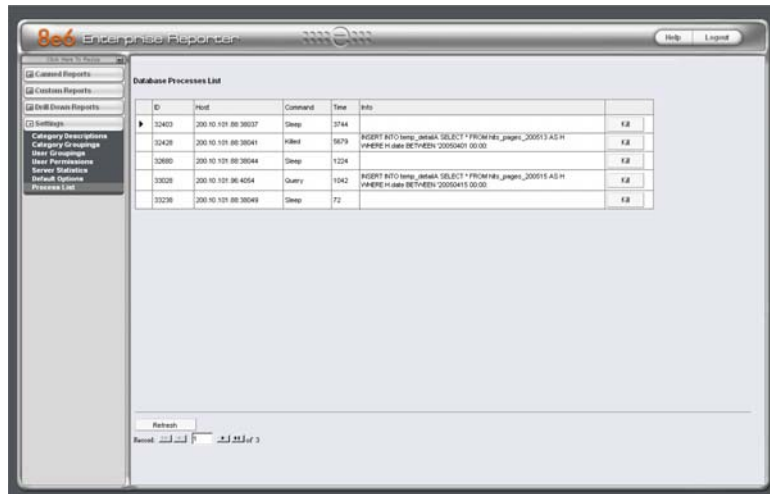 8e6 Enterprise Reporter
Help
Logout
Click Here To Resize
Canned Reports
Custom Reports
Drill Down Reports
Settings
Category Descriptions
Category Groupings
User Groupings
User Permissions
Server Statistics
Default Options
Process List
Database Processes List
ID Host Command Time Info
32403 200.10.101.88:38037 Sleep 3744 Kill
32428 200.10.101.88:38041 Killed 5679 INSERT INTO temp_detailA SELECT * FROM hits_pages_200513 AS H
WHERE H.date BETWEEN '20050401 00:00: Kill
32680 200.10.101.88:38044 Sleep 1224 Kill
33028 200.10.101.86:4054 Query 1042 INSERT INTO temp_detailA SELECT * FROM hits_pages_200515 AS H
WHERE H.date BETWEEN '20050415 00:00: Kill
33238 200.10.101.88:38049 Sleep 72 Kill
Refresh
Record: 1 of 3